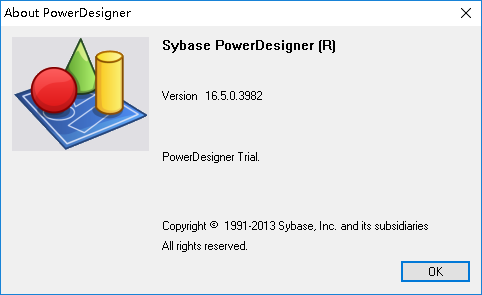 About PowerDesigner
Sybase PowerDesigner (R)
Version 16.5.0.3982
PowerDesigner Trial.
Copyright © 1991-2013 Sybase, Inc. and its subsidiaries
All rights reserved.
OK